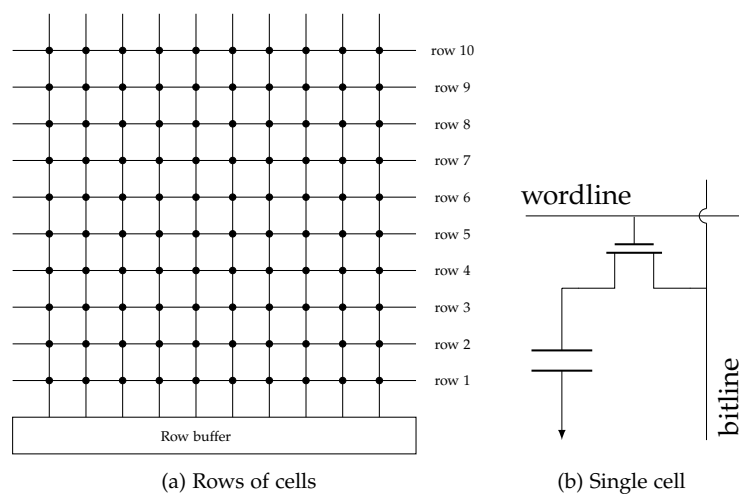 row 10
row 9
row 8
row 7
row 6
row 5
row 4
row 3
row 2
row 1
Row buffer
(a) Rows of cells
wordline
bitline
(b) Single cell